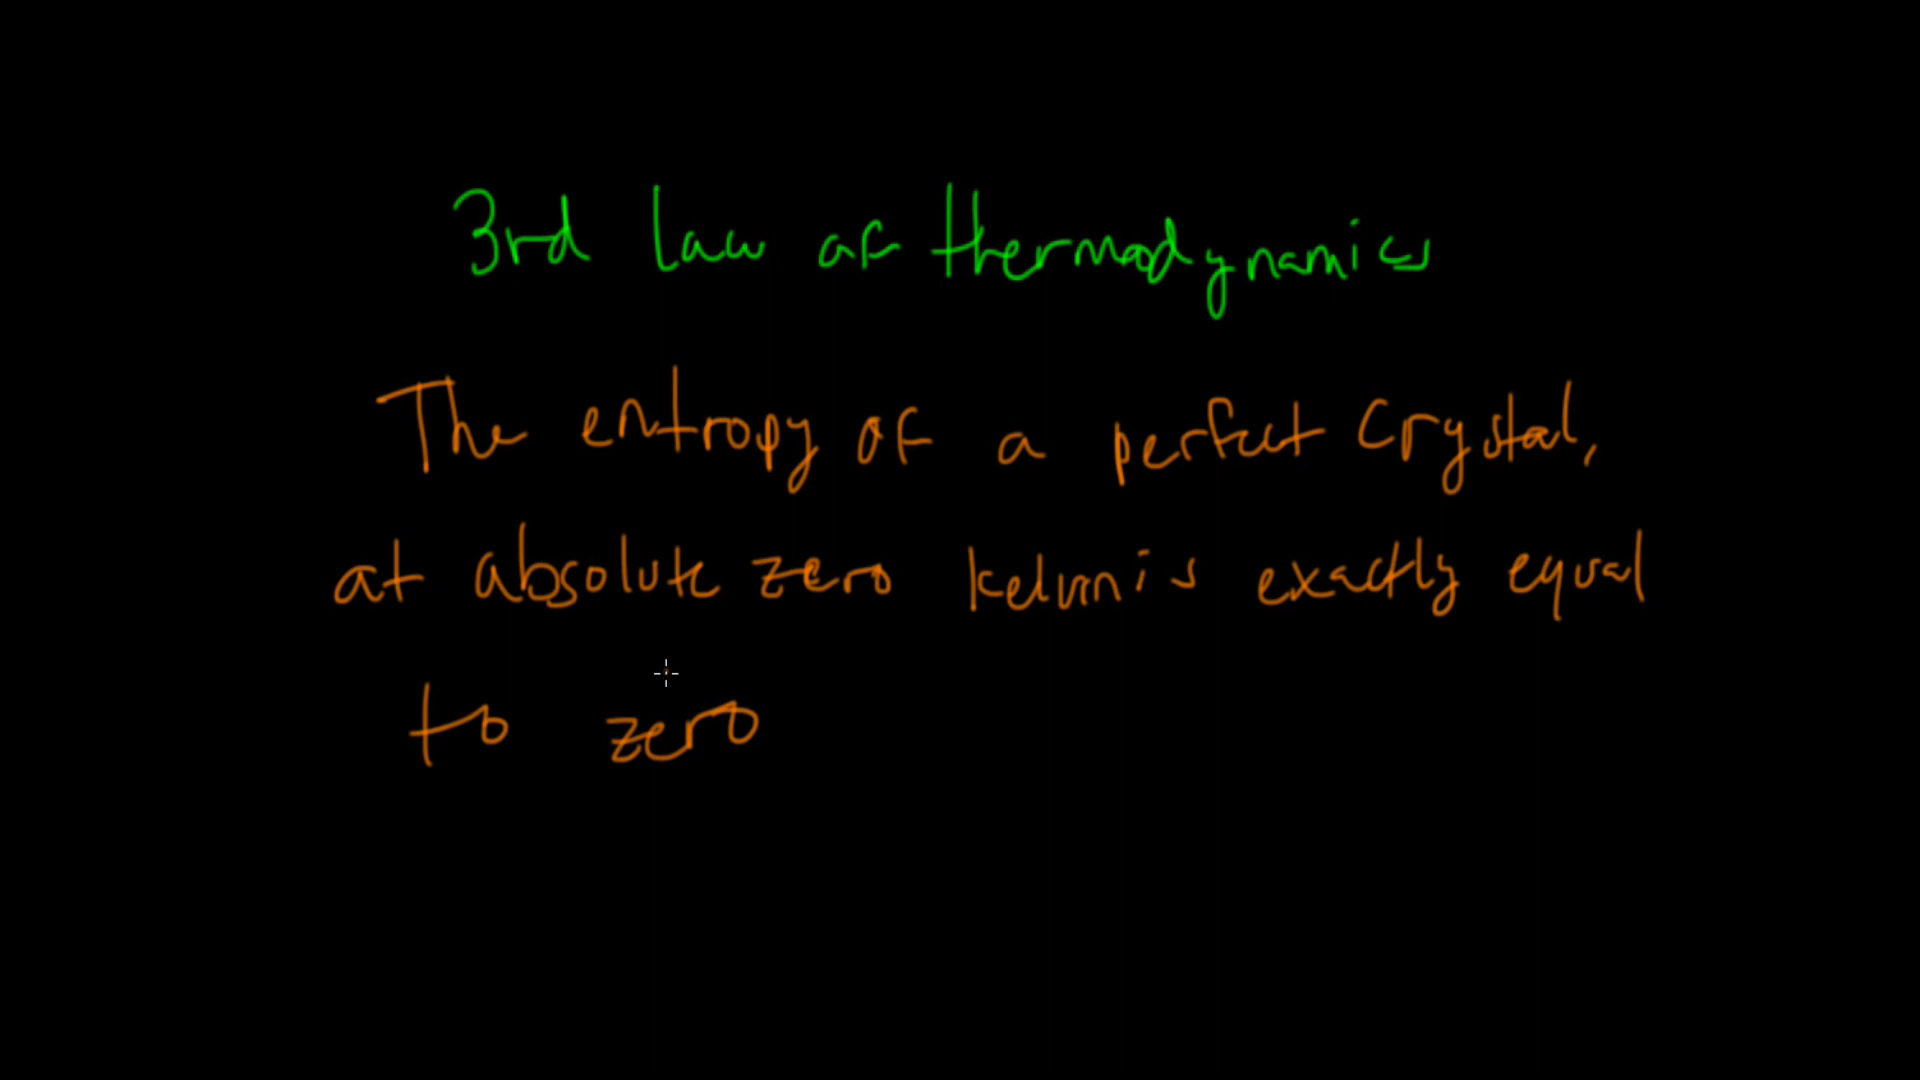 3rd law of thermodynamics
The entropy of a perfect crystal,
at absolute zero kelvin is exactly equal
to zero